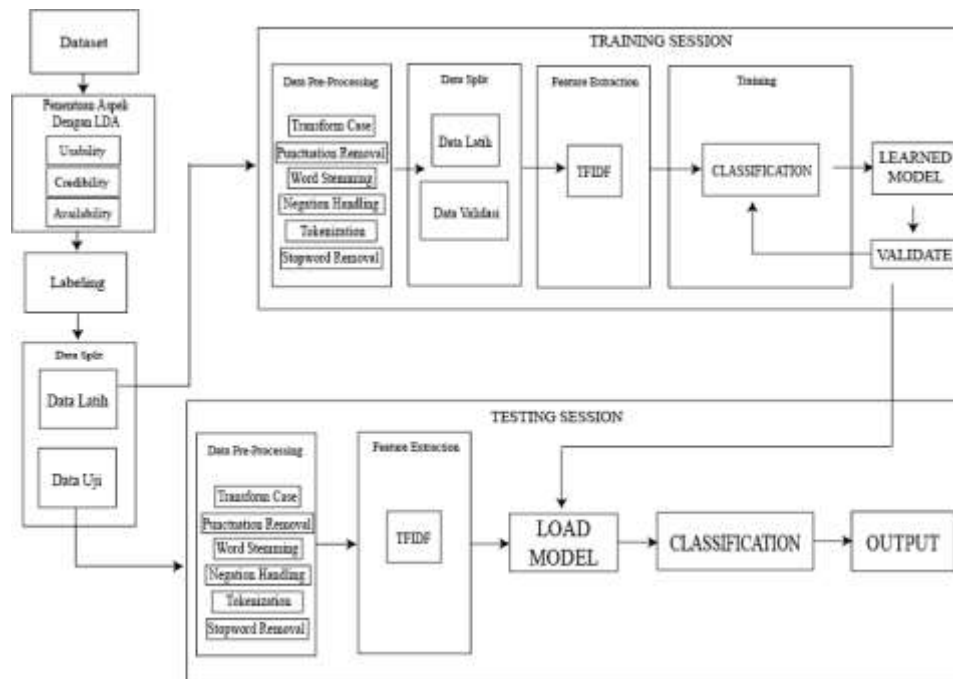 Dataset
Penentuan Aspek
Dengan LDA
Usability
Credibility
Availability
Labeling
Data Split
Data Latih
Data Uji
TRAINING SESSION
Data Pre-Processing
Transform Case
Punctuation Removal
Word Stemming
Negation Handling
Tokenization
Stopword Removal
Data Split
Data Latih
Data Validasi
Feature Extraction
TFIDF
Training
CLASSIFICATION
LEARNED
MODEL
VALIDATE
TESTING SESSION
Data Pre-Processing
Transform Case
Punctuation Removal
Word Stemming
Negation Handling
Tokenization
Stopword Removal
Feature Extraction
TFIDF
LOAD
MODEL
CLASSIFICATION
OUTPUT